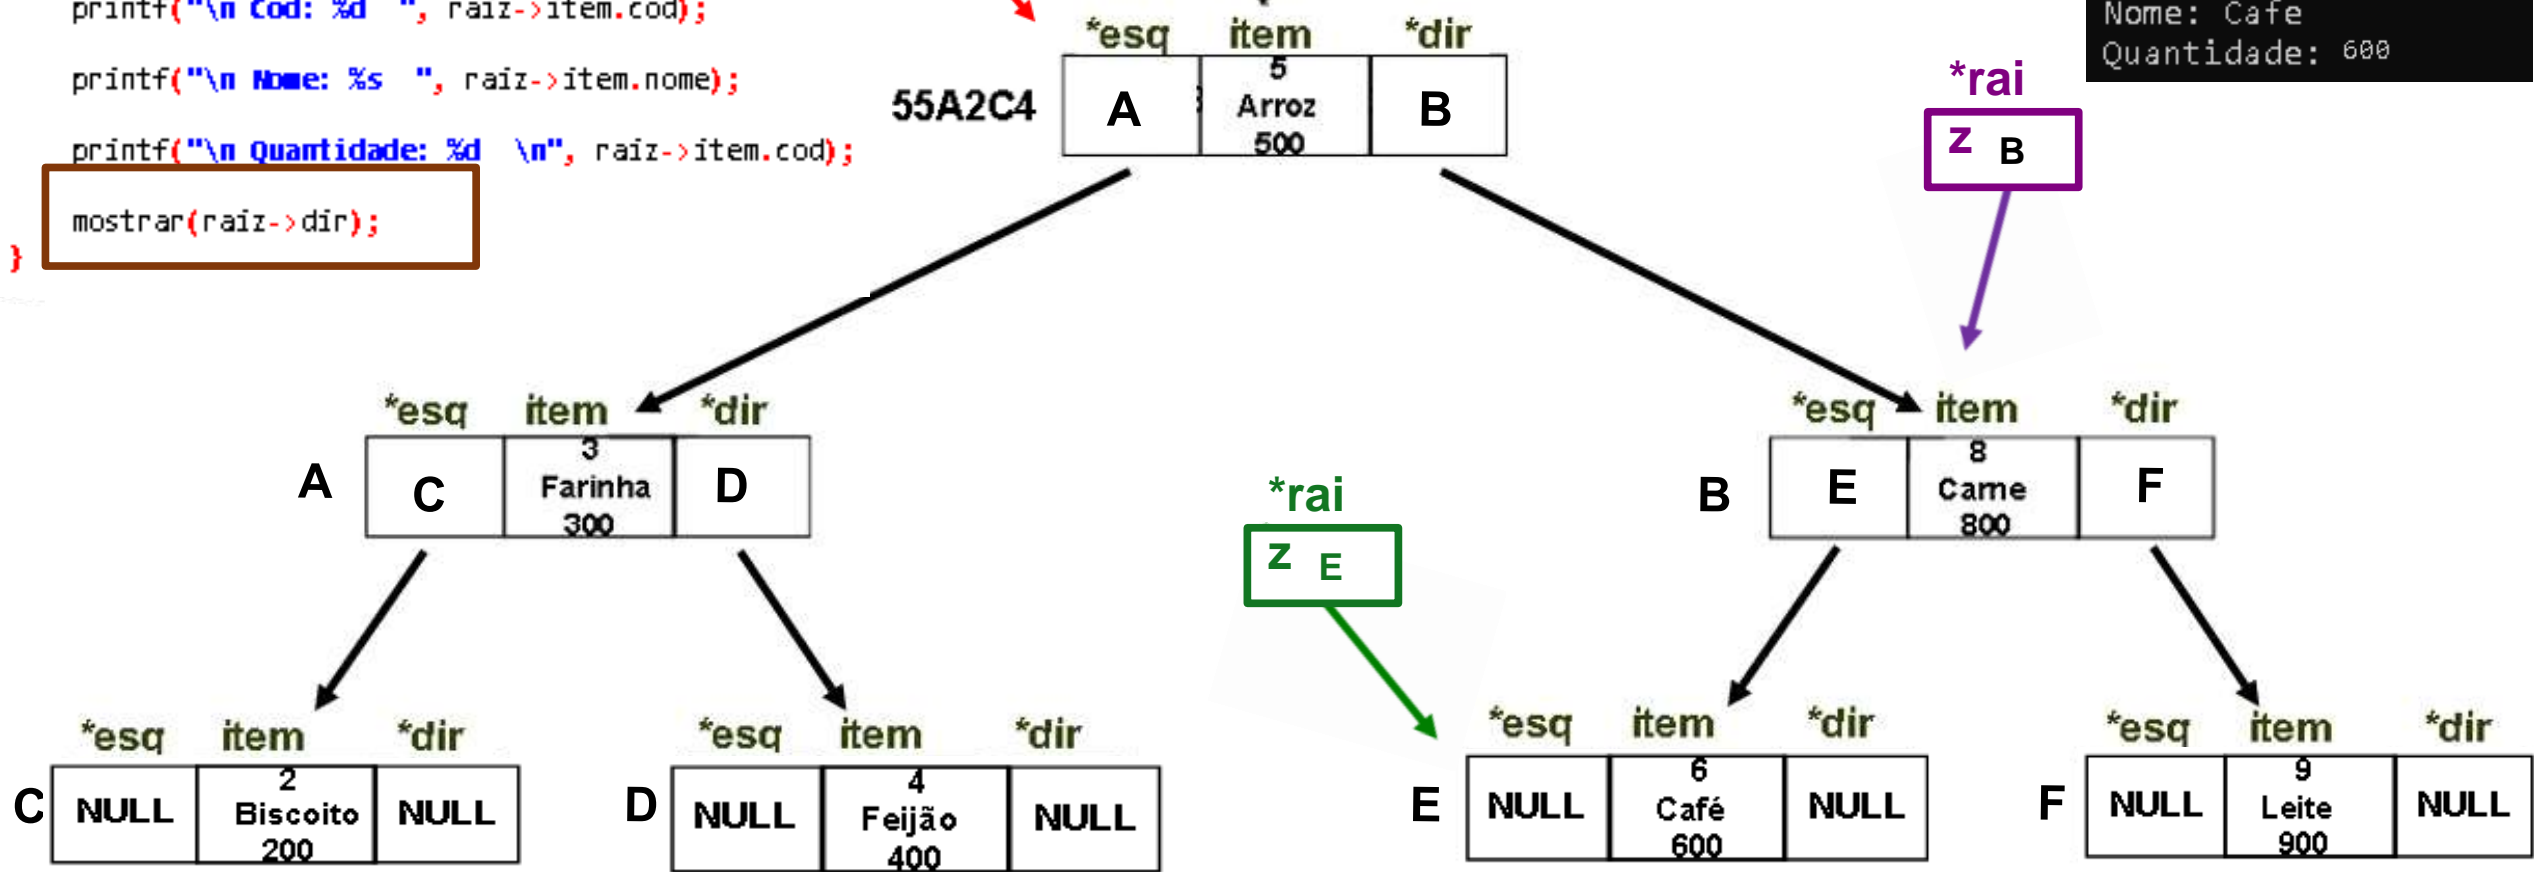 printf("\n Cod: %d  ", raiz->item.cod);
printf("\n Nome: %s  ", raiz->item.nome);
printf("\n Quantidade: %d  \n", raiz->item.cod);
mostrar(raiz->dir);
}
*esq item *dir
55A2C4 A 5 B
Arroz
500
Nome: Cafe
Quantidade: 600
*rai
z B
*esq item *dir
A C 3 D
Farinha
300
*esq item *dir
B E 8 F
Carne
800
*rai
z E
*esq item *dir
C NULL 2 NULL
Biscoito
200
*esq item *dir
D NULL 4 NULL
Feijão
400
*esq item *dir
E NULL 6 NULL
Café
600
*esq item *dir
F NULL 9 NULL
Leite
900